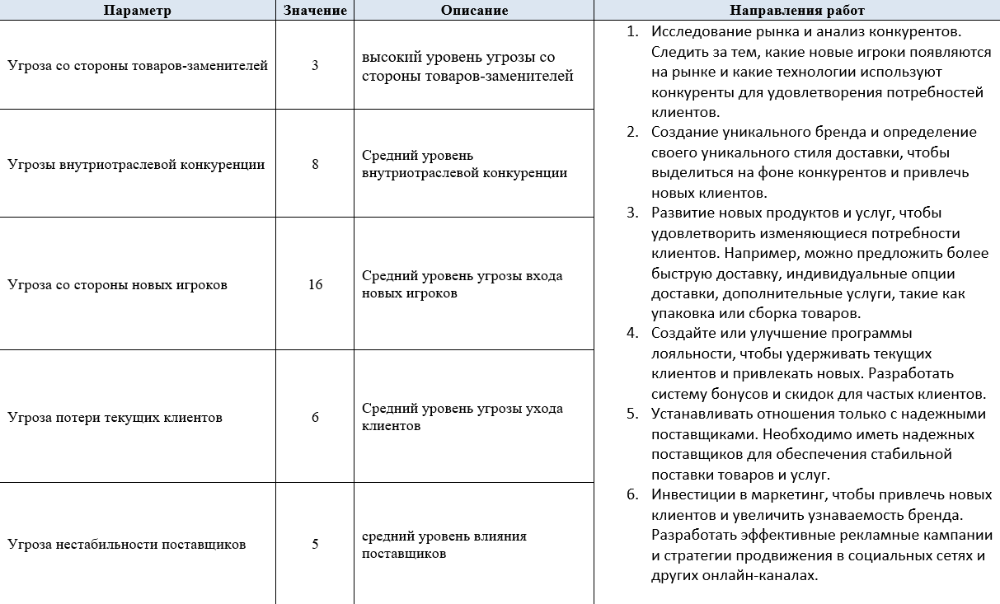 Параметр
Значение
Описание
Направления работ
Угроза со стороны товаров-заменителей
3
высокий уровень угрозы со
стороны товаров-заменителей
Угрозы внутриотраслевой конкуренции
8
Средний уровень
внутриотраслевой конкуренции
Угроза со стороны новых игроков
16
Средний уровень угрозы входа
новых игроков
Угроза потери текущих клиентов
6
Средний уровень угрозы ухода
клиентов
Угроза нестабильности поставщиков
5
средний уровень влияния
поставщиков
1. Исследование рынка и анализ конкурентов.
Следить за тем, какие новые игроки появляются
на рынке и какие технологии используют
конкуренты для удовлетворения потребностей
клиентов.
2. Создание уникального бренда и определение
своего уникального стиля доставки, чтобы
выделиться на фоне конкурентов и привлечь
новых клиентов.
3. Развитие новых продуктов и услуг, чтобы
удовлетворить изменяющиеся потребности
клиентов. Например, можно предложить более
быструю доставку, индивидуальные опции
доставки, дополнительные услуги, такие как
упаковка или сборка товаров.
4. Создайте или улучшение программы
лояльности, чтобы удерживать текущих
клиентов и привлекать новых. Разработать
систему бонусов и скидок для частых клиентов.
5. Устанавливать отношения только с надежными
поставщиками. Необходимо иметь надежных
поставщиков для обеспечения стабильной
поставки товаров и услуг.
6. Инвестиции в маркетинг, чтобы привлечь новых
клиентов и увеличить узнаваемость бренда.
Разработать эффективные рекламные кампании
и стратегии продвижения в социальных сетях и
других онлайн-каналах.